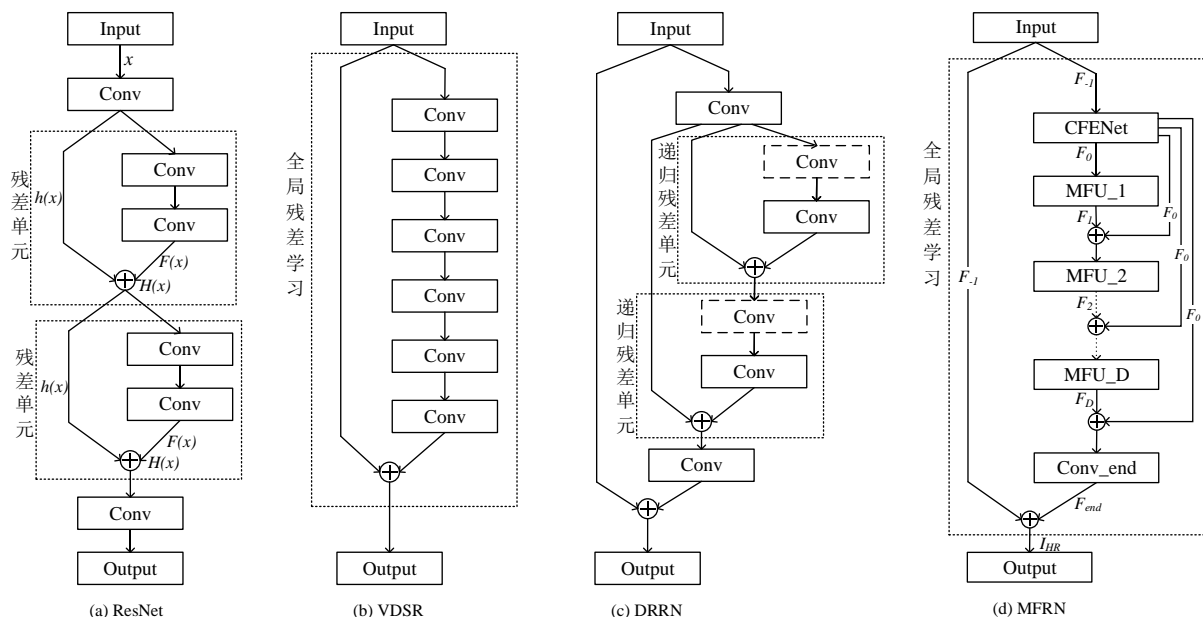 Input
x
Conv
残差单元
h(x)
Conv
Conv
F(x)
H(x)
残差单元
h(x)
Conv
Conv
F(x)
H(x)
Conv
Output
(a) ResNet
Input
全局残差学习
Conv
Conv
Conv
Conv
Conv
Conv
Output
(b) VDSR
Input
Conv
递归残差单元
Conv
Conv
递归残差单元
Conv
Conv
Conv
Output
(c) DRRN
Input
全局残差学习
F-1
F-1
CFENet
F0
MFU_1
F1
F0
MFU_2
F2
F0
MFU_D
FD
F0
Conv_end
Fend
IHR
Output
(d) MFRN